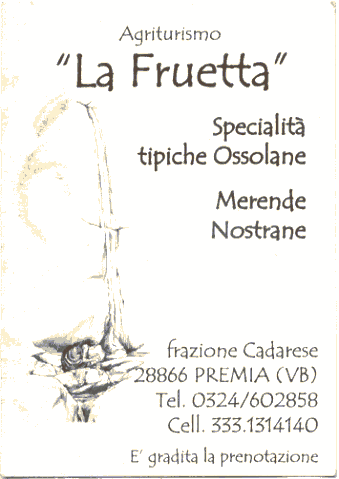 Agriturismo
"La Fruetta"
Specialità
tipiche Ossolane
Merende
Nostrane
frazione Cadarese
28866 PREMIA (VB)
Tel. 0324/602858
Cell. 333.1314140
E' gradita la prenotazione